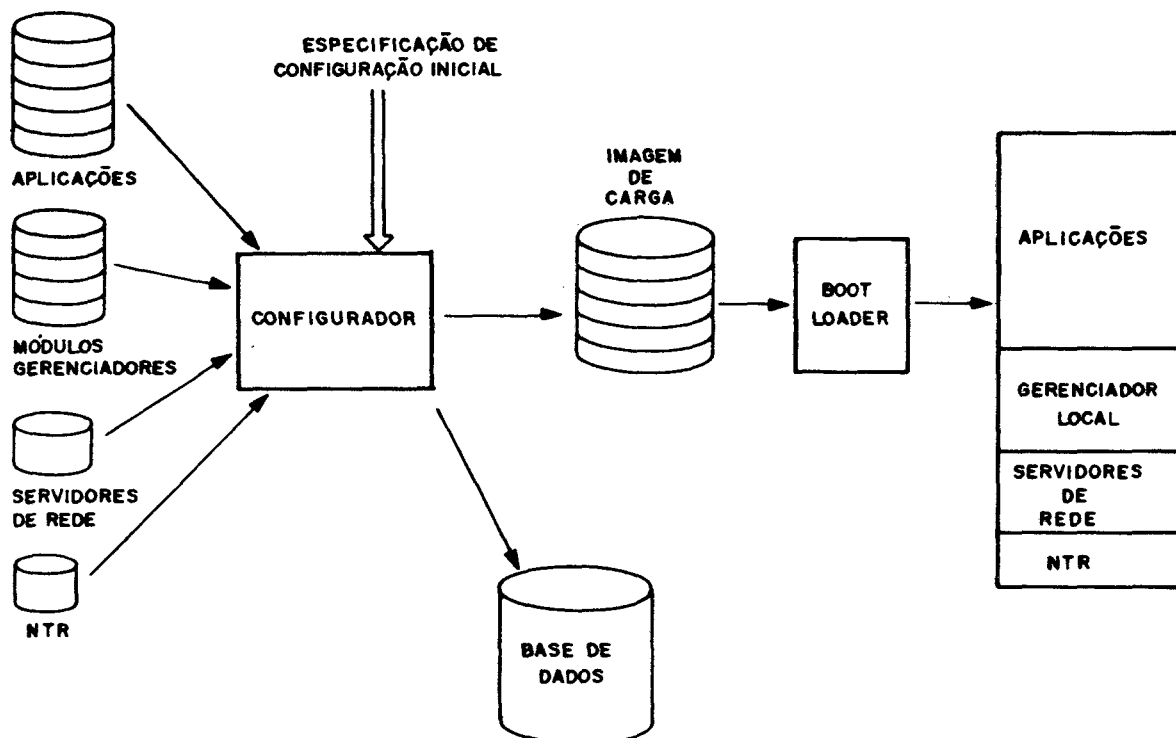 ESPECIFICAÇÃO DE
CONFIGURAÇÃO INICIAL
APLICAÇÕES
MÓDULOS
GERENCIADORES
SERVIDORES
DE REDE
NTR
CONFIGURADOR
IMAGEM
DE
CARGA
BOOT
LOADER
BASE DE
DADOS
APLICAÇÕES
GERENCIADOR
LOCAL
SERVIDORES
DE
REDE
NTR